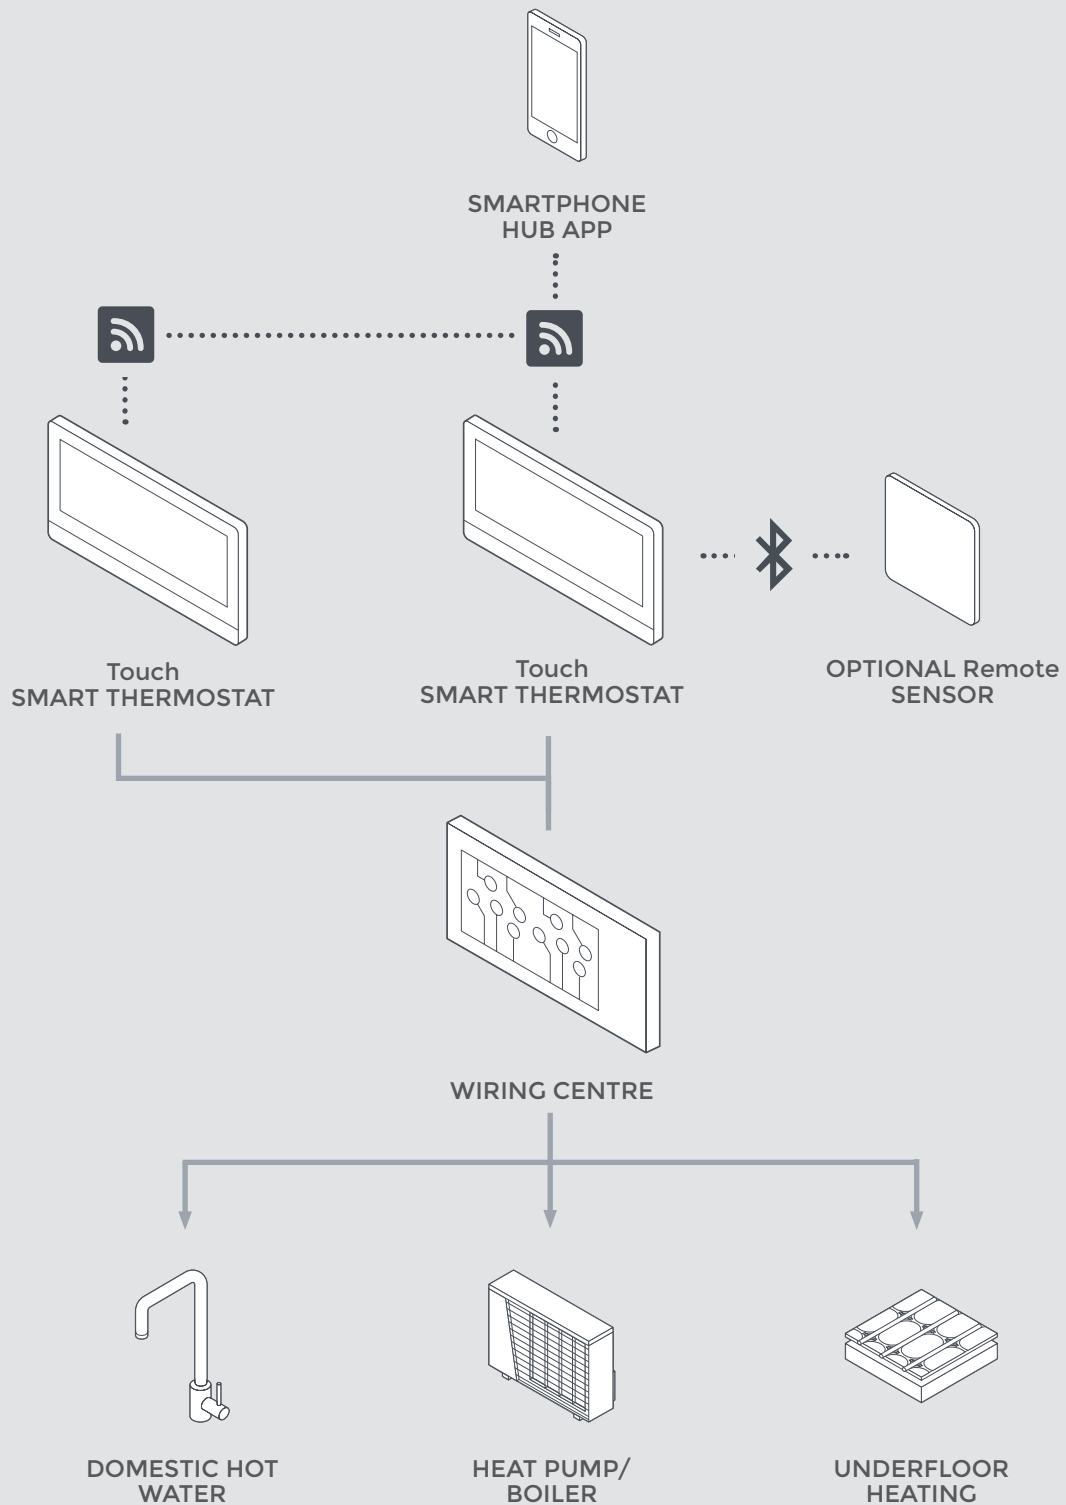 SMARTPHONE
HUB APP
Touch
SMART THERMOSTAT
Touch
SMART THERMOSTAT
OPTIONAL Remote
SENSOR
WIRING CENTRE
DOMESTIC HOT
WATER
HEAT PUMP/
BOILER
UNDERFLOOR
HEATING